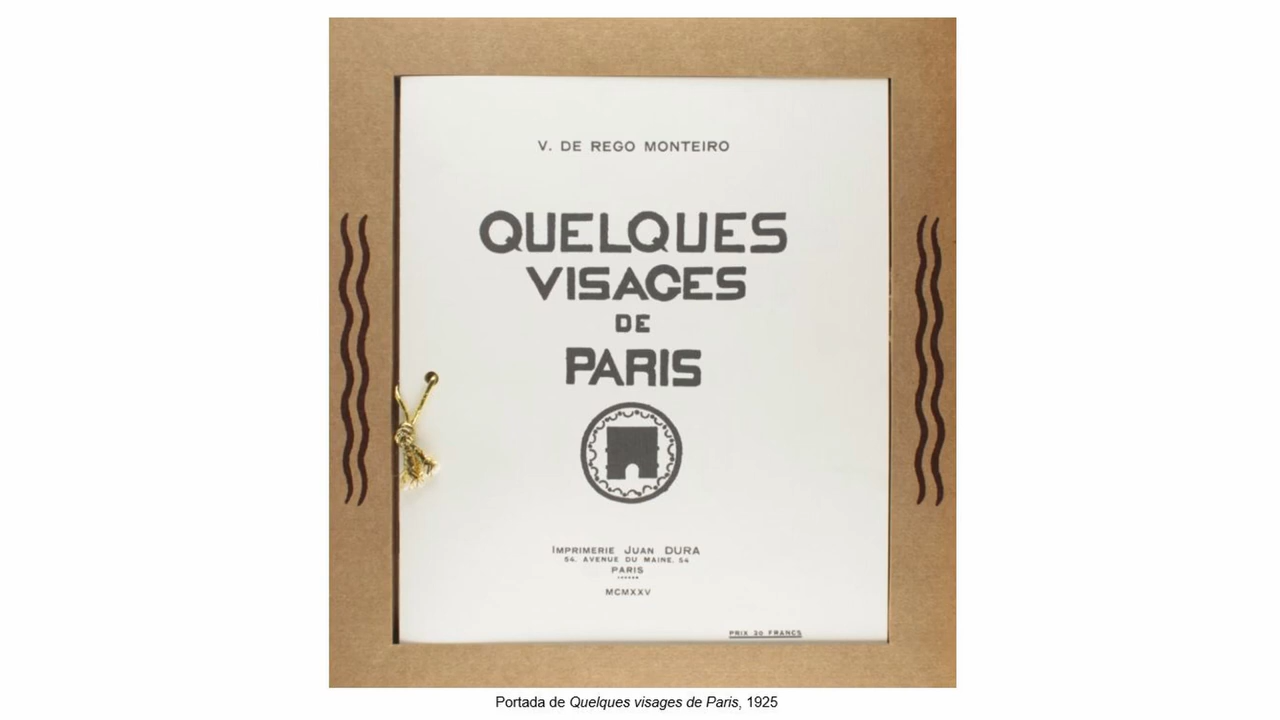 V. DE REGO MONTEIRO
QUELQUES
VISAGES
DE
PARIS
IMPRIMERIE JUAN DURA
54. AVENUE DU MAINE. 54
PARIS
MCMXXV
PRIX 20 FRANCS
Portada de Quelques visages de Paris, 1925